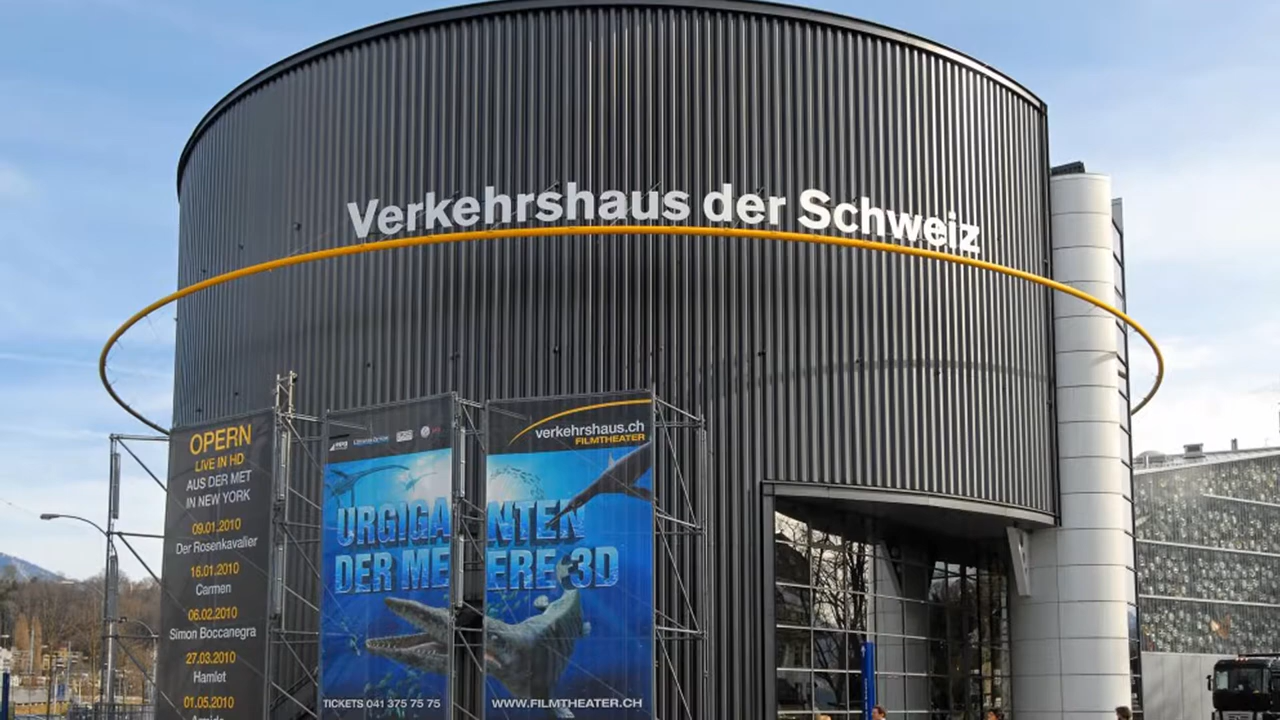 Verkehrshaus der Schweiz
OPERN
LIVE IN HD
AUS DER MET
IN NEW YORK
09.01.2010
Der Rosenkavalier
16.01.2010
Carmen
06.02.2010
Simon Boccanegra
27.03.2010
Hamlet
01.05.2010
verkehrshaus.ch
FILMTHEATER
URGIGANTEN
DER MEERE 3D
TICKETS 041 375 75 75
WWW.FILMTHEATER.CH